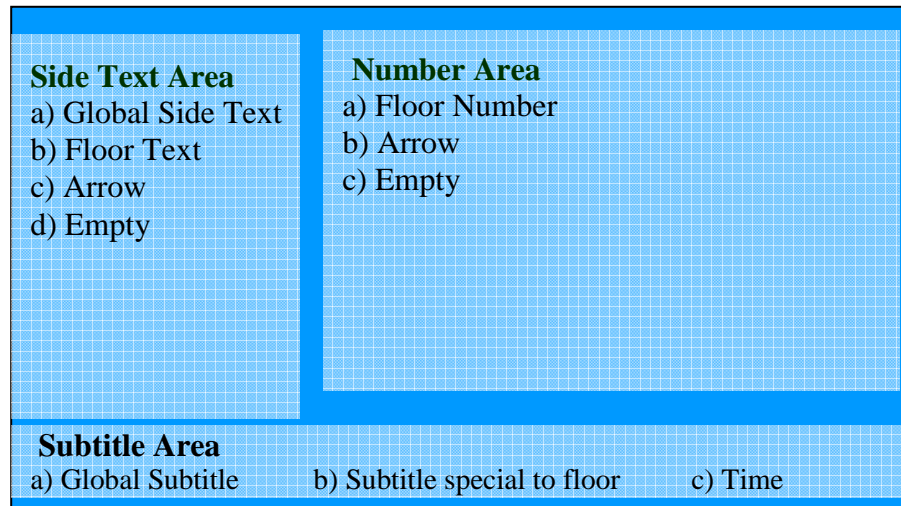 Side Text Area
a) Global Side Text
b) Floor Text
c) Arrow
d) Empty
Number Area
a) Floor Number
b) Arrow
c) Empty
Subtitle Area
a) Global Subtitle b) Subtitle special to floor c) Time